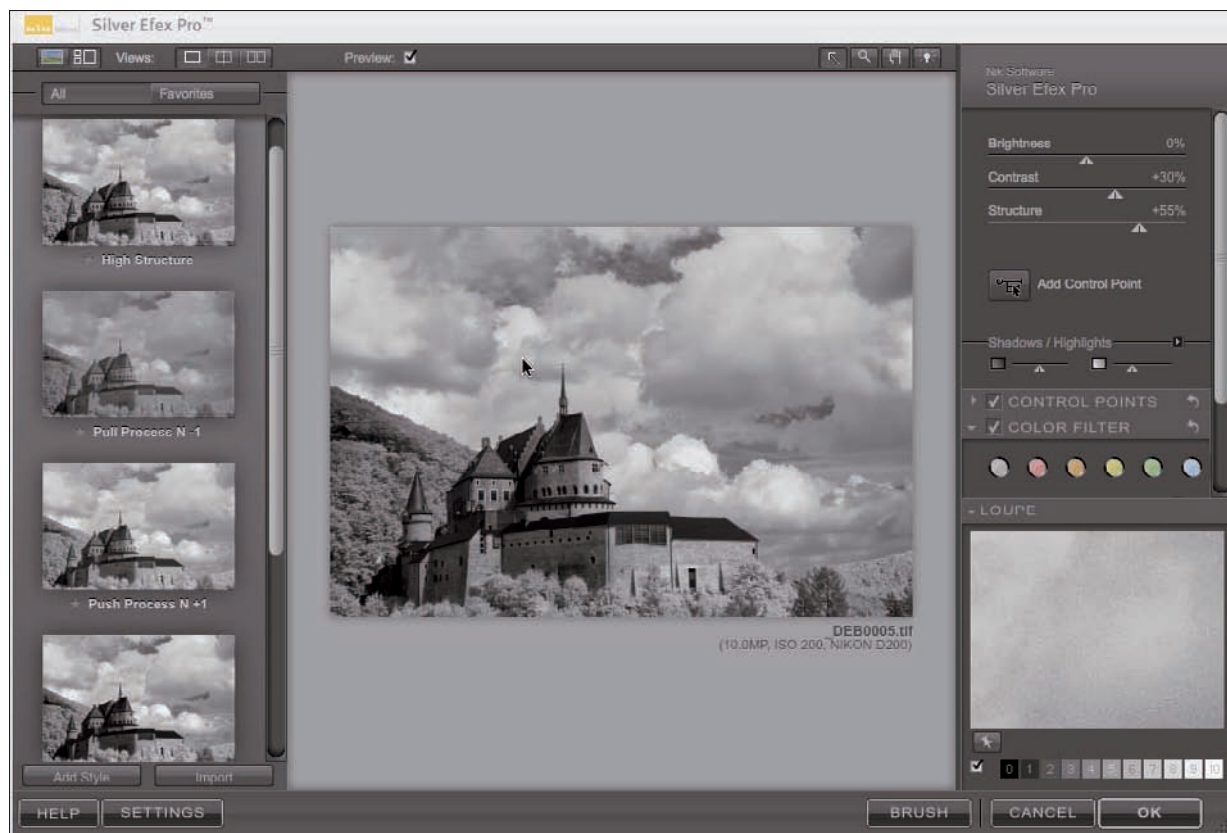 Silver Efex Pro™
Views:
Preview:
All
Favorites
High Structure
Pull Process N -1
Push Process N +1
Add Style
Import
_DEB0005.tif
(10.0MP, ISO 200, NIKON D200)
Nik Software
Silver Efex Pro
Brightness 0%
Contrast +30%
Structure +55%
Add Control Point
Shadows / Highlights
CONTROL POINTS
COLOR FILTER
LOUPE
0 1 2 3 4 5 6 7 8 9 10
HELP
SETTINGS
BRUSH
CANCEL
OK